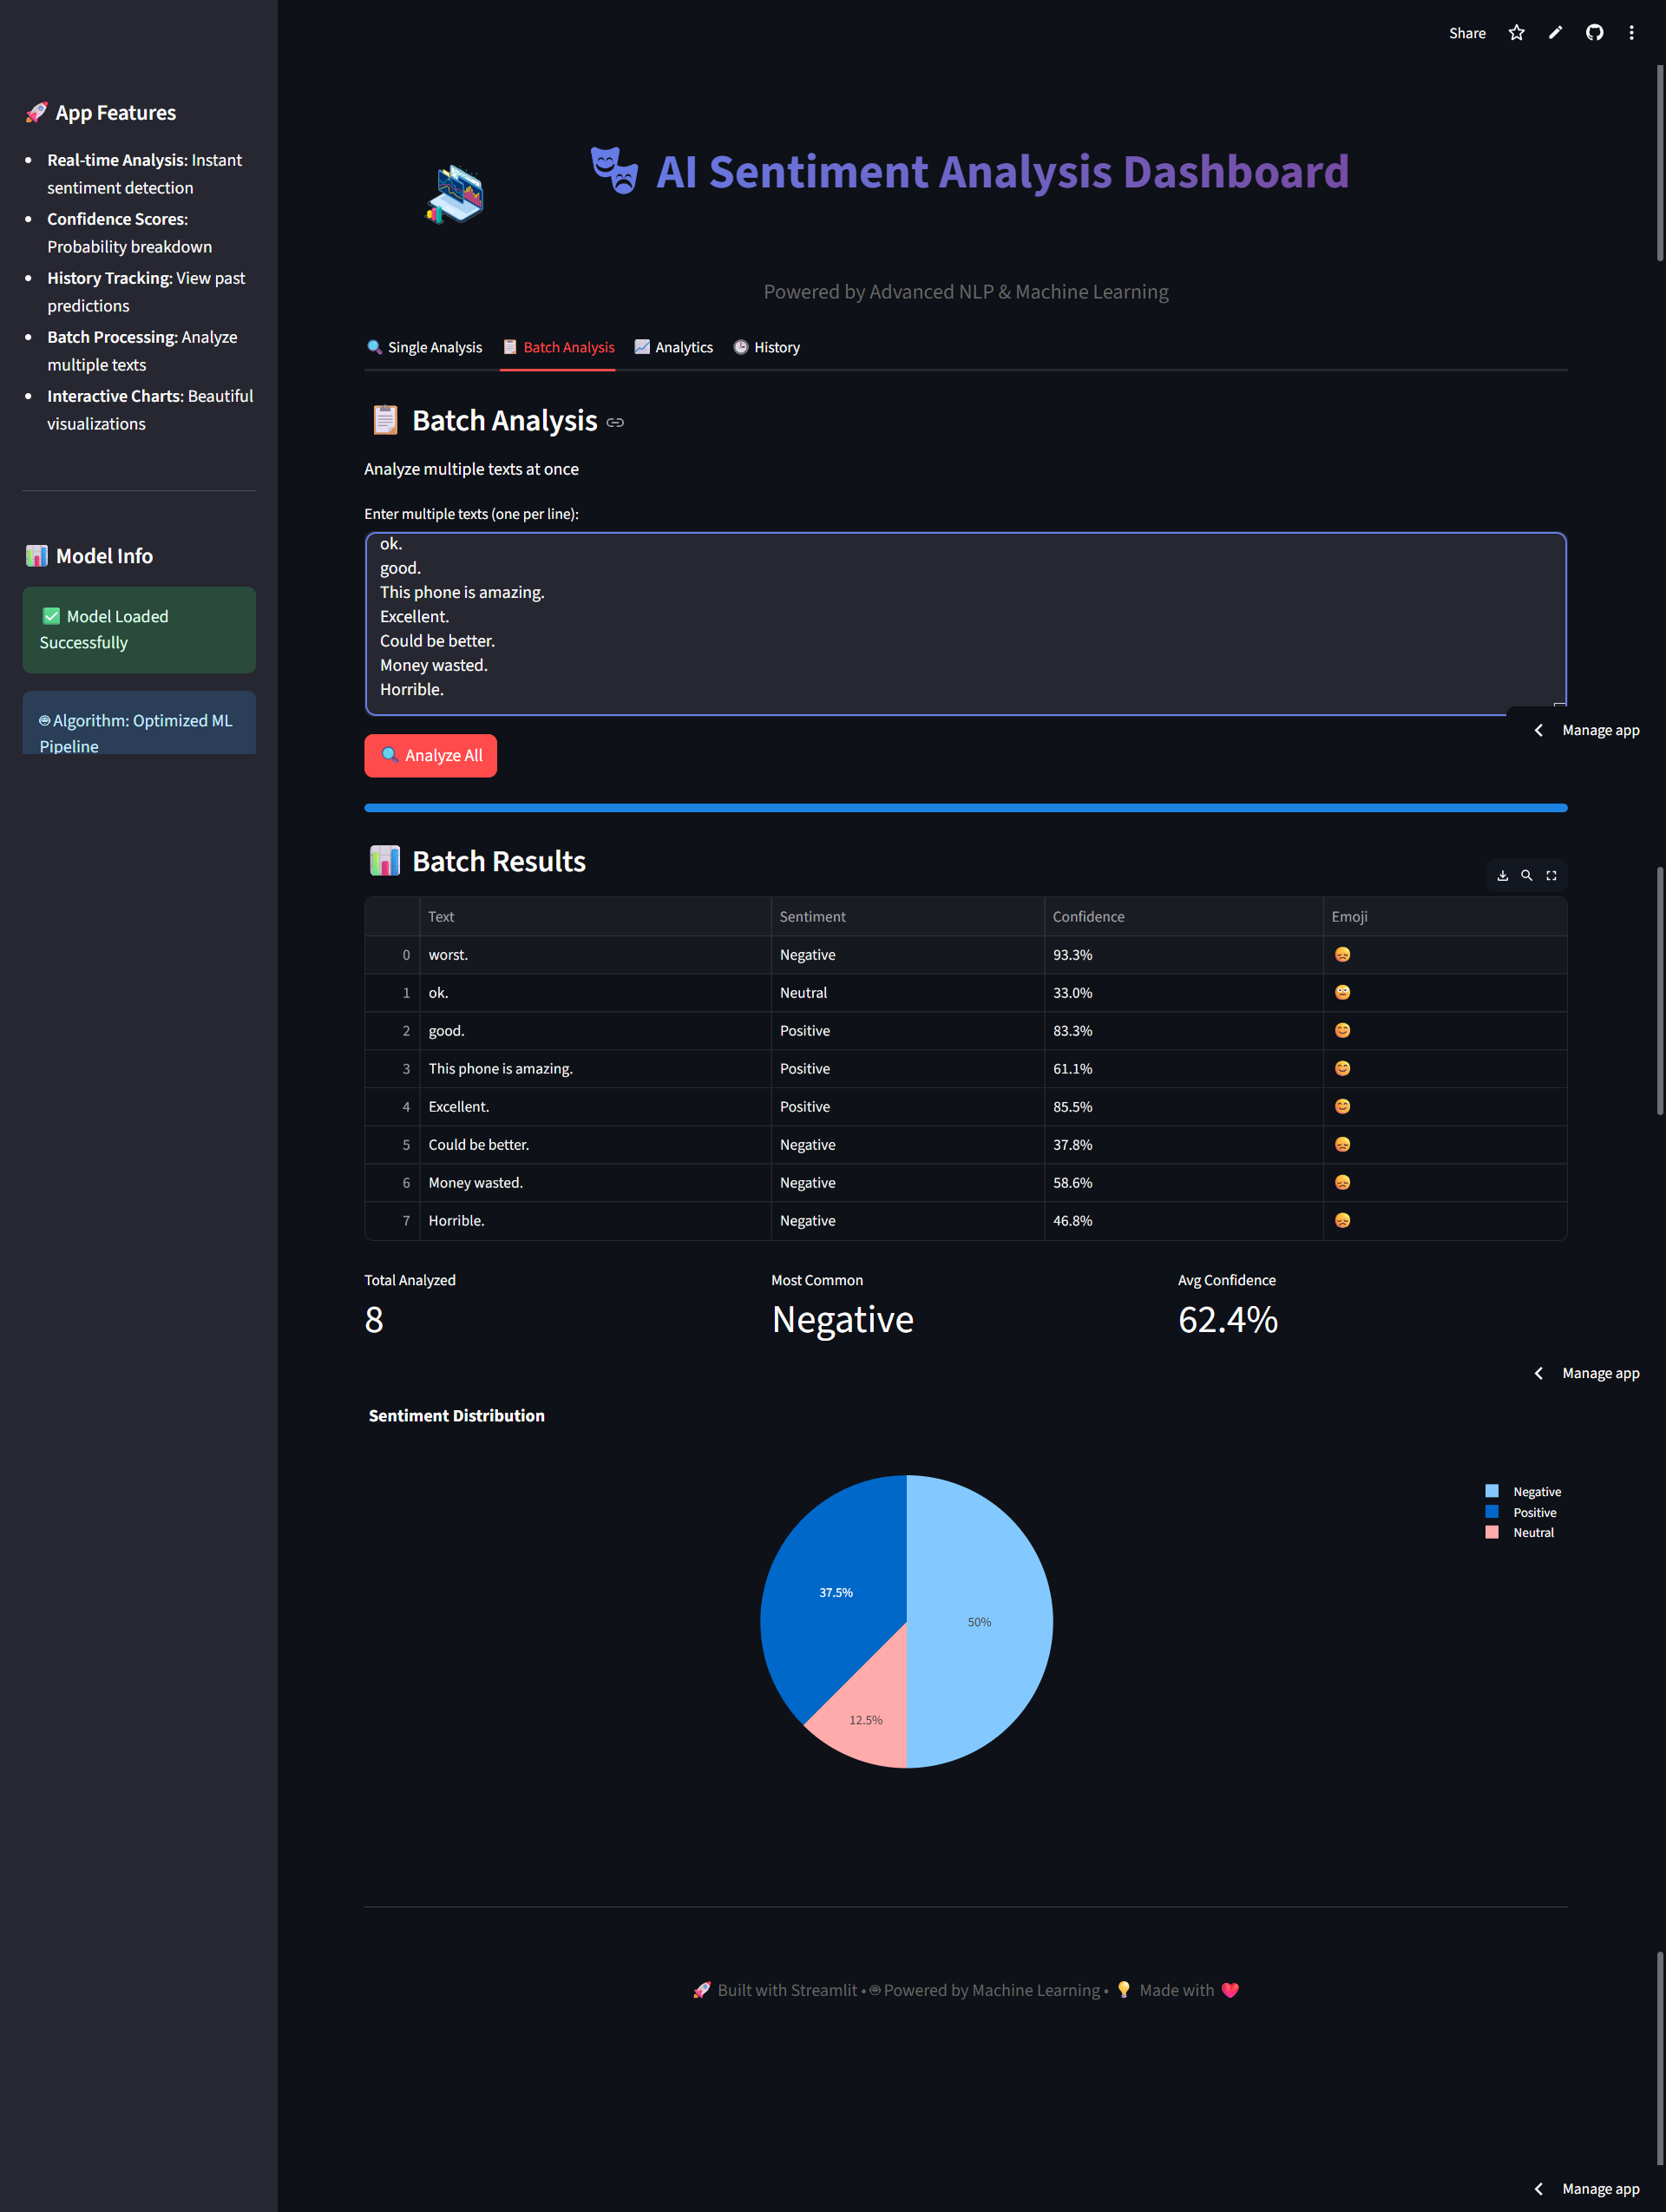 Share
🚀 App Features
• Real-time Analysis: Instant
sentiment detection
• Confidence Scores:
Probability breakdown
• History Tracking: View past
predictions
• Batch Processing: Analyze
multiple texts
• Interactive Charts: Beautiful
visualizations
📊 Model Info
✅ Model Loaded
Successfully
🤖 Algorithm: Optimized ML
Pipeline
🎭 AI Sentiment Analysis Dashboard
Powered by Advanced NLP & Machine Learning
🔍 Single Analysis 📋 Batch Analysis 📈 Analytics 🕒 History
📋 Batch Analysis
Analyze multiple texts at once
Enter multiple texts (one per line):
ok.
good.
This phone is amazing.
Excellent.
Could be better.
Money wasted.
Horrible.
Manage app
🔍 Analyze All
📊 Batch Results
Text Sentiment Confidence Emoji
0 worst. Negative 93.3% 😞
1 ok. Neutral 33.0% 😐
2 good. Positive 83.3% 😊
3 This phone is amazing. Positive 61.1% 😊
4 Excellent. Positive 85.5% 😊
5 Could be better. Negative 37.8% 😞
6 Money wasted. Negative 58.6% 😞
7 Horrible. Negative 46.8% 😞
Total Analyzed Most Common Avg Confidence
8 Negative 62.4%
Manage app
Sentiment Distribution
Negative
Positive
Neutral
37.5%
50%
12.5%
🚀 Built with Streamlit • 🤖 Powered by Machine Learning • 💡 Made with ❤️
Manage app